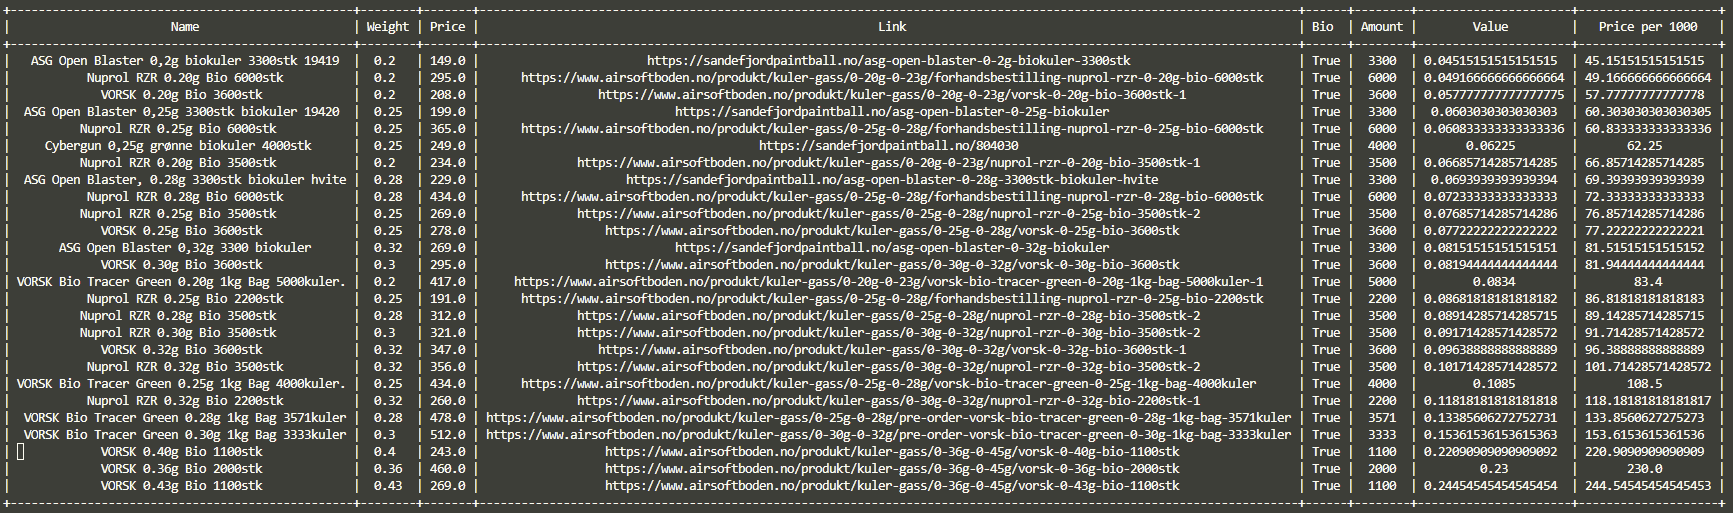 Name | Weight | Price | Link | Bio | Amount | Value | Price per 1000
ASG Open Blaster 0,2g biokuler 3300stk 19419 | 0.2 | 149.0 | https://sandefjordpaintball.no/asg-open-blaster-0-2g-biokuler-3300stk | True | 3300 | 0.04515151515151515 | 45.15151515151515
Nuprol RZR 0.20g Bio 6000stk | 0.2 | 295.0 | https://www.airsoftboden.no/produkt/kuler-gass/0-20g-0-23g/forhandsbestilling-nuprol-rzr-0-20g-bio-6000stk | True | 6000 | 0.049166666666666664 | 49.166666666666664
VORSK 0.20g Bio 3600stk | 0.2 | 208.0 | https://www.airsoftboden.no/produkt/kuler-gass/0-20g-0-23g/vorsk-0-20g-bio-3600stk-1 | True | 3600 | 0.057777777777777775 | 57.77777777777778
ASG Open Blaster 0,25g 3300stk biokuler 19420 | 0.25 | 199.0 | https://sandefjordpaintball.no/asg-open-blaster-0-25g-biokuler | True | 3300 | 0.0603030303030303 | 60.303030303030305
Nuprol RZR 0.25g Bio 6000stk | 0.25 | 365.0 | https://www.airsoftboden.no/produkt/kuler-gass/0-25g-0-28g/forhandsbestilling-nuprol-rzr-0-25g-bio-6000stk | True | 6000 | 0.060833333333333336 | 60.833333333333336
Cybergun 0,25g grønne biokuler 4000stk | 0.25 | 249.0 | https://sandefjordpaintball.no/804030 | True | 4000 | 0.06225 | 62.25
Nuprol RZR 0.20g Bio 3500stk | 0.2 | 234.0 | https://www.airsoftboden.no/produkt/kuler-gass/0-20g-0-23g/nuprol-rzr-0-20g-bio-3500stk-1 | True | 3500 | 0.06685714285714285 | 66.85714285714285
ASG Open Blaster, 0.28g 3300stk biokuler hvite | 0.28 | 229.0 | https://sandefjordpaintball.no/asg-open-blaster-0-28g-3300stk-biokuler-hvite | True | 3300 | 0.0693939393939394 | 69.39393939393939
Nuprol RZR 0.28g Bio 6000stk | 0.28 | 434.0 | https://www.airsoftboden.no/produkt/kuler-gass/0-25g-0-28g/forhandsbestilling-nuprol-rzr-0-28g-bio-6000stk | True | 6000 | 0.07233333333333333 | 72.33333333333333
Nuprol RZR 0.25g Bio 3500stk | 0.25 | 269.0 | https://www.airsoftboden.no/produkt/kuler-gass/0-25g-0-28g/nuprol-rzr-0-25g-bio-3500stk-2 | True | 3500 | 0.07685714285714286 | 76.85714285714286
VORSK 0.25g Bio 3600stk | 0.25 | 278.0 | https://www.airsoftboden.no/produkt/kuler-gass/0-25g-0-28g/vorsk-0-25g-bio-3600stk | True | 3600 | 0.07722222222222222 | 77.22222222222221
ASG Open Blaster 0,32g 3300 biokuler | 0.32 | 269.0 | https://sandefjordpaintball.no/asg-open-blaster-0-32g-biokuler | True | 3300 | 0.08151515151515151 | 81.51515151515152
VORSK 0.30g Bio 3600stk | 0.3 | 295.0 | https://www.airsoftboden.no/produkt/kuler-gass/0-30g-0-32g/vorsk-0-30g-bio-3600stk | True | 3600 | 0.08194444444444444 | 81.94444444444444
VORSK Bio Tracer Green 0.20g 1kg Bag 5000kuler. | 0.2 | 417.0 | https://www.airsoftboden.no/produkt/kuler-gass/0-20g-0-23g/vorsk-bio-tracer-green-0-20g-1kg-bag-5000kuler-1 | True | 5000 | 0.0834 | 83.4
Nuprol RZR 0.25g Bio 2200stk | 0.25 | 191.0 | https://www.airsoftboden.no/produkt/kuler-gass/0-25g-0-28g/forhandsbestilling-nuprol-rzr-0-25g-bio-2200stk | True | 2200 | 0.08681818181818182 | 86.81818181818183
Nuprol RZR 0.28g Bio 3500stk | 0.28 | 312.0 | https://www.airsoftboden.no/produkt/kuler-gass/0-25g-0-28g/nuprol-rzr-0-28g-bio-3500stk-2 | True | 3500 | 0.08914285714285715 | 89.14285714285715
Nuprol RZR 0.30g Bio 3500stk | 0.3 | 321.0 | https://www.airsoftboden.no/produkt/kuler-gass/0-30g-0-32g/nuprol-rzr-0-30g-bio-3500stk-2 | True | 3500 | 0.09171428571428572 | 91.71428571428572
VORSK 0.32g Bio 3600stk | 0.32 | 347.0 | https://www.airsoftboden.no/produkt/kuler-gass/0-30g-0-32g/vorsk-0-32g-bio-3600stk-1 | True | 3600 | 0.09638888888888889 | 96.38888888888889
Nuprol RZR 0.32g Bio 3500stk | 0.32 | 356.0 | https://www.airsoftboden.no/produkt/kuler-gass/0-30g-0-32g/nuprol-rzr-0-32g-bio-3500stk-2 | True | 3500 | 0.10171428571428572 | 101.71428571428572
VORSK Bio Tracer Green 0.25g 1kg Bag 4000kuler. | 0.25 | 434.0 | https://www.airsoftboden.no/produkt/kuler-gass/0-25g-0-28g/vorsk-bio-tracer-green-0-25g-1kg-bag-4000kuler | True | 4000 | 0.1085 | 108.5
Nuprol RZR 0.32g Bio 2200stk | 0.32 | 260.0 | https://www.airsoftboden.no/produkt/kuler-gass/0-30g-0-32g/nuprol-rzr-0-32g-bio-2200stk-1 | True | 2200 | 0.11818181818181818 | 118.18181818181817
VORSK Bio Tracer Green 0.28g 1kg Bag 3571kuler | 0.28 | 478.0 | https://www.airsoftboden.no/produkt/kuler-gass/0-25g-0-28g/pre-order-vorsk-bio-tracer-green-0-28g-1kg-bag-3571kuler | True | 3571 | 0.13385606272752731 | 133.8560627275273
VORSK Bio Tracer Green 0.30g 1kg Bag 3333kuler | 0.3 | 512.0 | https://www.airsoftboden.no/produkt/kuler-gass/0-30g-0-32g/pre-order-vorsk-bio-tracer-green-0-30g-1kg-bag-3333kuler | True | 3333 | 0.1536153615361536​3 | 153.6153615361536
VORSK 0.40g Bio 1100stk | 0.4 | 243.0 | https://www.airsoftboden.no/produkt/kuler-gass/0-36g-0-45g/vorsk-0-40g-bio-1100stk | True | 1100 | 0.22090909090909092 | 220.9090909090909
VORSK 0.36g Bio 2000stk | 0.36 | 460.0 | https://www.airsoftboden.no/produkt/kuler-gass/0-36g-0-45g/vorsk-0-36g-bio-2000stk | True | 2000 | 0.23 | 230.0
VORSK 0.43g Bio 1100stk | 0.43 | 269.0 | https://www.airsoftboden.no/produkt/kuler-gass/0-36g-0-45g/vorsk-0-43g-bio-1100stk | True | 1100 | 0.24454545454545454 | 244.54545454545453